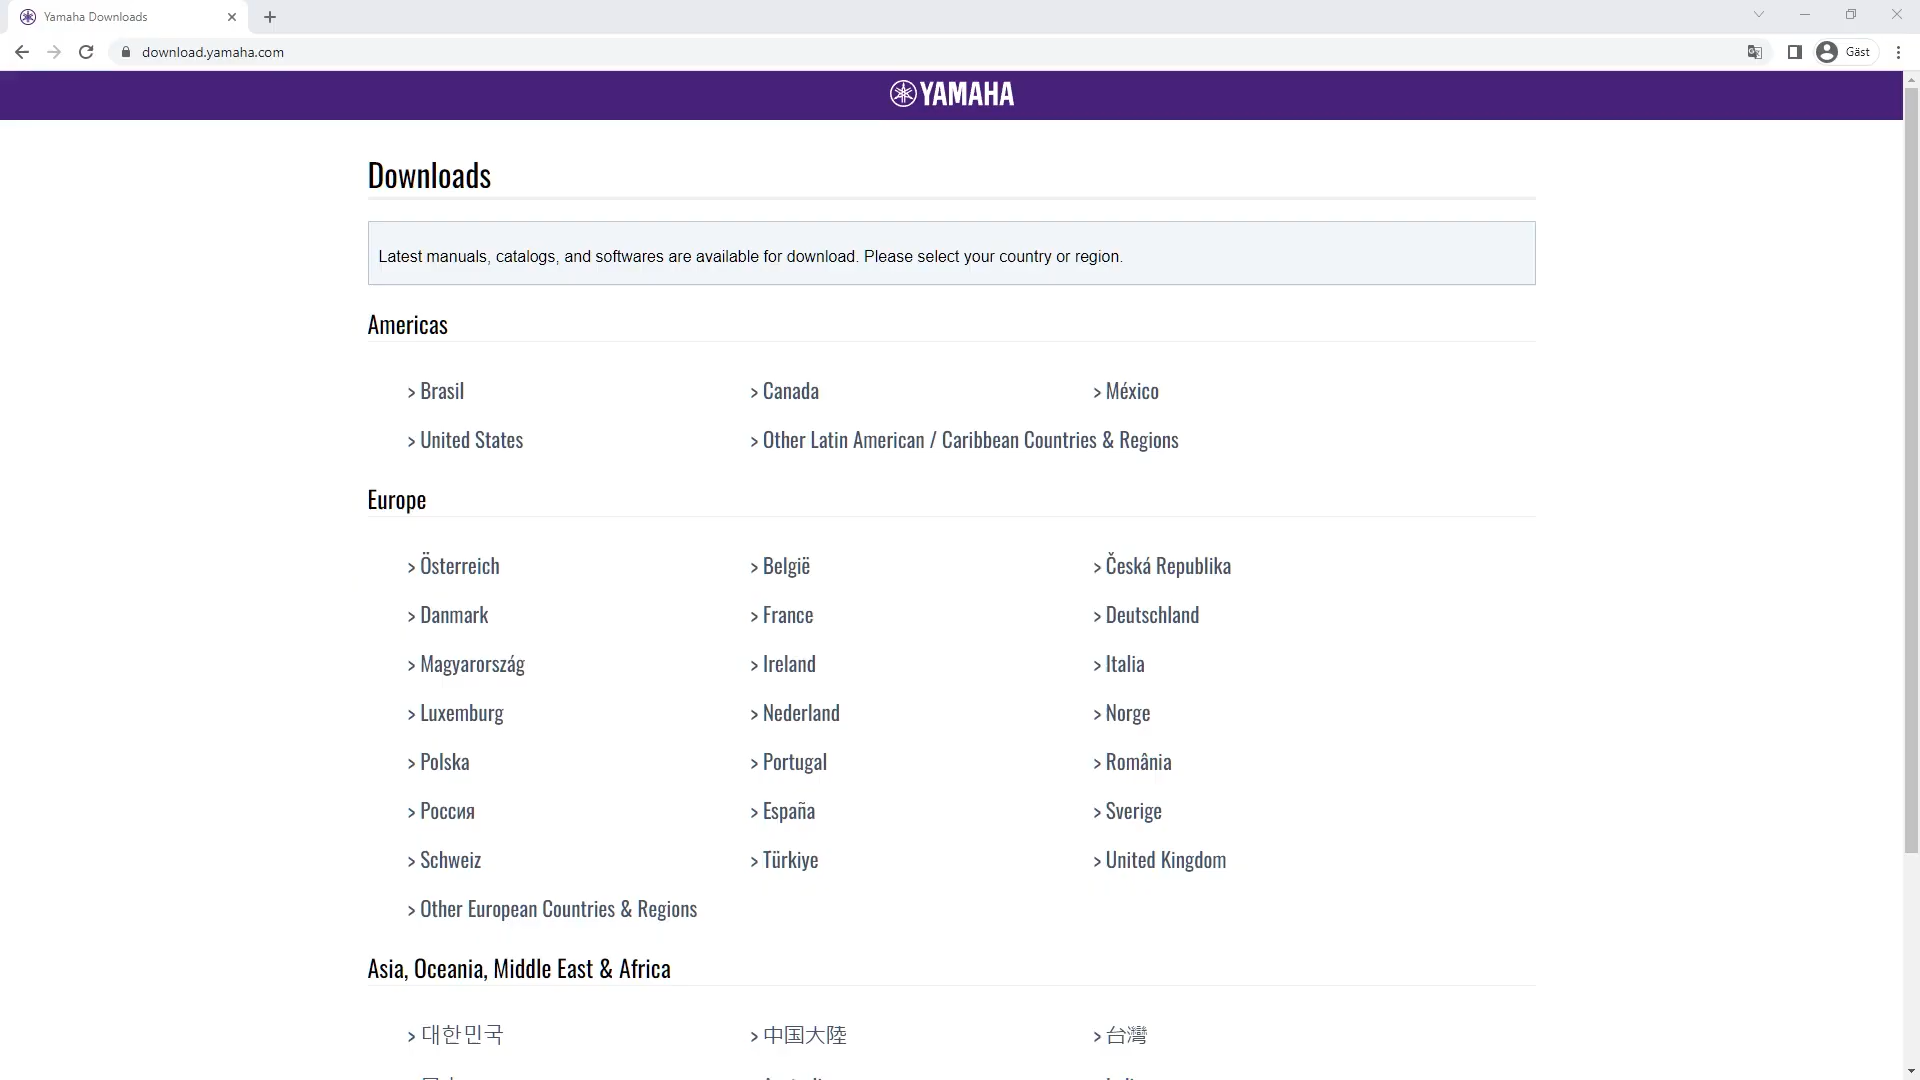 Yamaha Downloads
download.yamaha.com
Gäst
YAMAHA
Downloads
Latest manuals, catalogs, and softwares are available for download. Please select your country or region.
Americas
> Brasil > Canada > México
> United States > Other Latin American / Caribbean Countries & Regions
Europe
> Österreich > België > Česká Republika
> Danmark > France > Deutschland
> Magyarország > Ireland > Italia
> Luxemburg > Nederland > Norge
> Polska > Portugal > România
> Россия > España > Sverige
> Schweiz > Türkiye > United Kingdom
> Other European Countries & Regions
Asia, Oceania, Middle East & Africa
> 대한민국 > 中国大陸 > 台灣